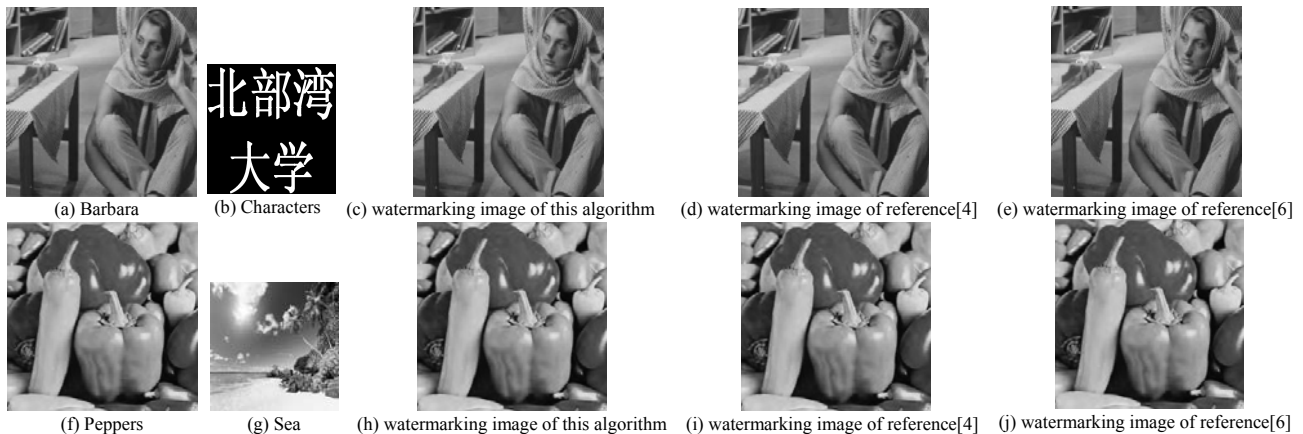 北部湾
大学
(a) Barbara
(b) Characters
(c) watermarking image of this algorithm
(d) watermarking image of reference[4]
(e) watermarking image of reference[6]
(f) Peppers
(g) Sea
(h) watermarking image of this algorithm
(i) watermarking image of reference[4]
(j) watermarking image of reference[6]